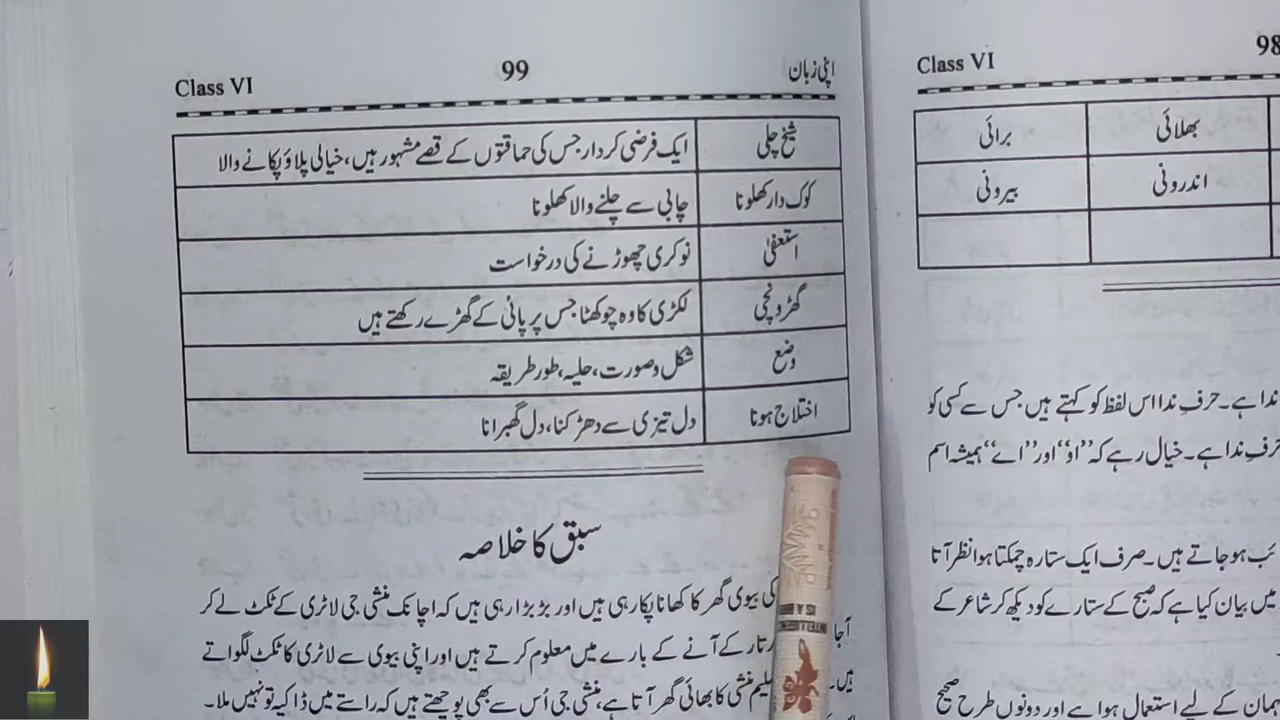 Class VI 99 اپنی زبان
شیخ چلی ایک فرضی کردار جس کی حماقتوں کے قصے مشہور ہیں، خیالی پلاؤ پکانے والا
کوک دار کھلونا چابی سے چلنے والا کھلونا
استعفیٰ نوکری چھوڑنے کی درخواست
گھڑونچی لکڑی کا وہ چوکھٹا جس پر پانی کے گھڑے رکھتے ہیں
وضع شکل وصورت، حلیہ، طور طریقہ
اختلاج ہونا دل تیزی سے دھڑکنا، دل گھبرانا
سبق کا خلاصہ
کی بیوی گھر کا کھانا پکا رہی ہیں اور بڑبڑا رہی ہیں کہ اچانک منشی جی لاٹری کے ٹکٹ لے کر
آجا تار کے آنے کے بارے میں معلوم کرتے ہیں اور اپنی بیوی سے لاٹری کا ٹکٹ لگواتے
ہیں۔ منشی کا بھائی گھر آتا ہے، منشی جی اُس سے بھی پوچھتے ہیں کہ راستے میں ڈاکیہ تو نہیں ملا۔
Class VI 98
بھلائی برائی
اندرونی بیرونی
ندا ہے۔ حرفِ ندا اس لفظ کو کہتے ہیں جس سے کسی کو
حرفِ ندا ہے۔ خیال رہے کہ ”او“ اور ”اے“ ہمیشہ اسم
ئب ہو جاتے ہیں۔ صرف ایک ستارہ چمکتا ہوا نظر آتا
میں بیان کیا ہے کہ صبح کے ستارے کو دیکھ کر شاعر کے
کے لیے استعمال ہوا ہے اور دونوں طرح صحیح